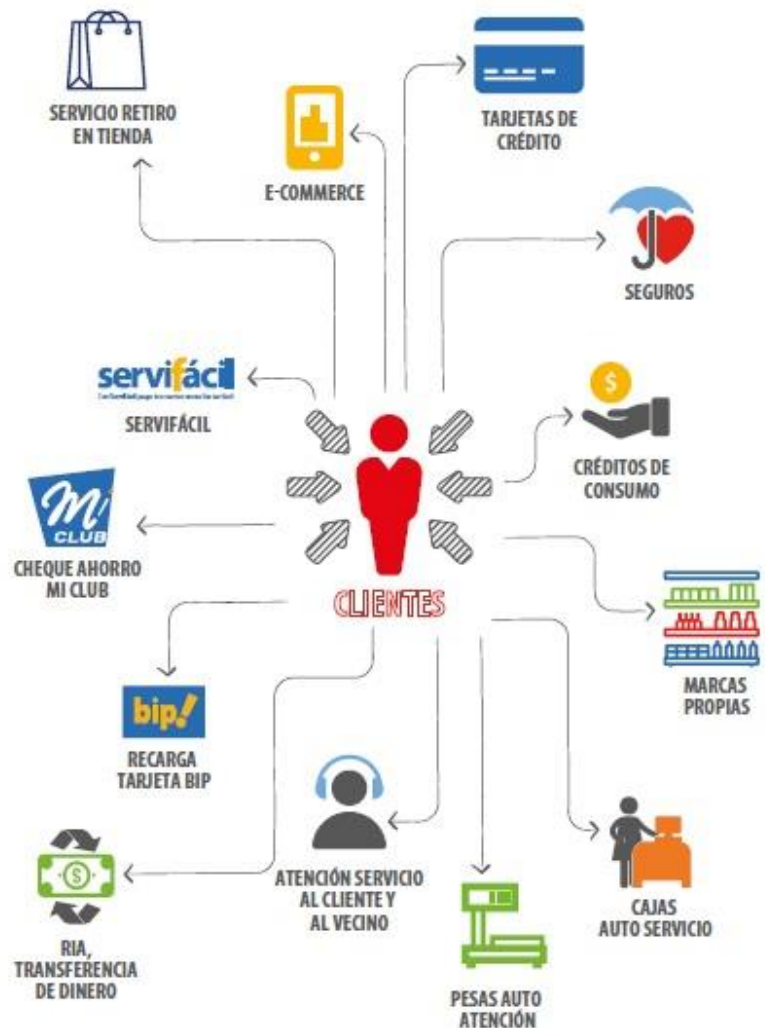 SERVICIO RETIRO
EN TIENDA
E-COMMERCE
TARJETAS DE
CRÉDITO
SEGUROS
servifácil
SERVIFÁCIL
$
CRÉDITOS DE
CONSUMO
Mi
CLUB
CHEQUE AHORRO
MI CLUB
CLIENTES
MARCAS
PROPIAS
bip!
RECARGA
TARJETA BIP
ATENCIÓN SERVICIO
AL CLIENTE Y
AL VECINO
CAJAS
AUTO SERVICIO
$
RIA,
TRANSFERENCIA
DE DINERO
PESAS AUTO
ATENCIÓN